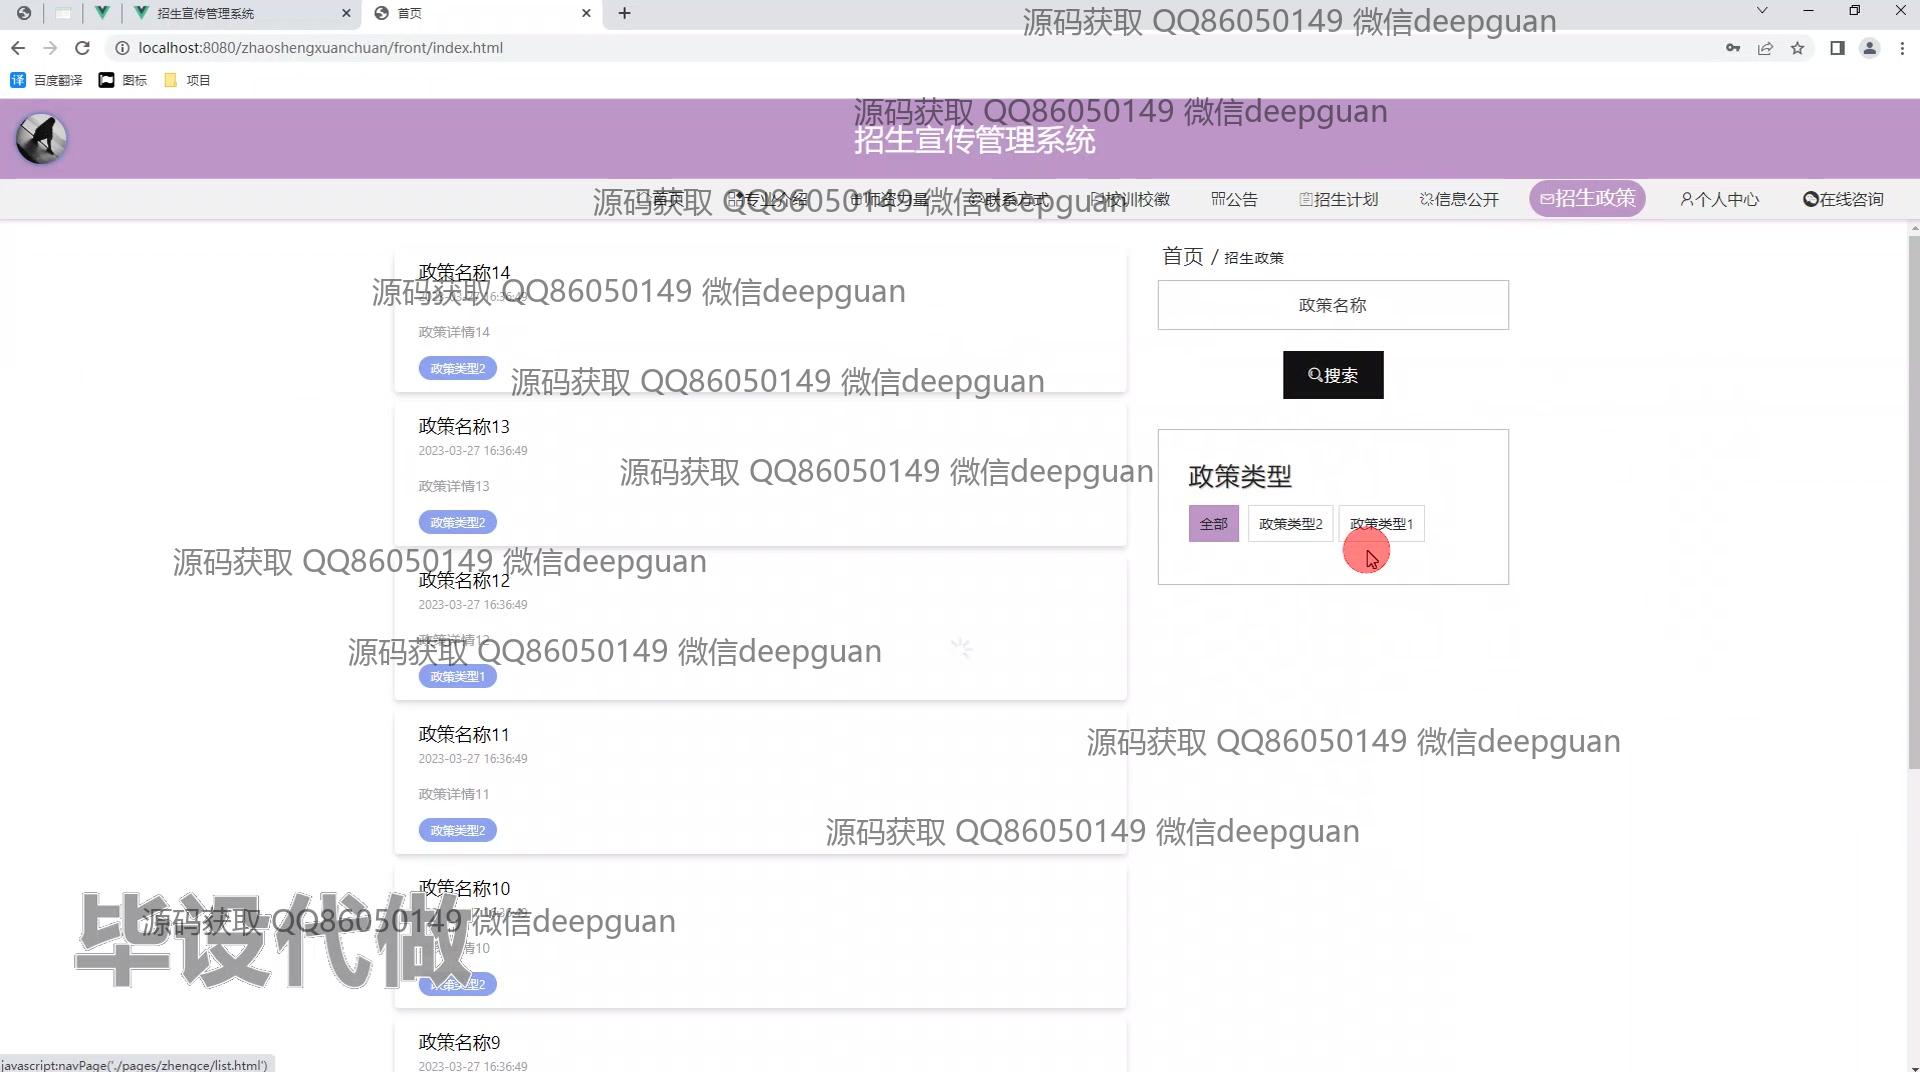 招生宣传管理系统
首页
源码获取 QQ86050149 微信deepguan
localhost:8080/zhaoshengxuanchuan/front/index.html
译 百度翻译 图标 项目
源码获取 QQ86050149 微信deepguan
招生宣传管理系统
首页 专业介绍 师资力量 联系方式 校训校徽 公告 招生计划 信息公开 招生政策 个人中心 在线咨询
源码获取 QQ86050149 微信deepguan
首页 / 招生政策
政策名称14
2023-03-27 16:36:49
源码获取 QQ86050149 微信deepguan
政策名称
政策详情14
政策类型2
搜索
源码获取 QQ86050149 微信deepguan
政策名称13
2023-03-27 16:36:49
源码获取 QQ86050149 微信deepguan
政策类型
政策详情13
政策类型2
全部 政策类型2 政策类型1
源码获取 QQ86050149 微信deepguan
政策名称12
2023-03-27 16:36:49
政策详情12
源码获取 QQ86050149 微信deepguan
政策类型1
政策名称11
2023-03-27 16:36:49
源码获取 QQ86050149 微信deepguan
政策详情11
政策类型2
源码获取 QQ86050149 微信deepguan
政策名称10
源码获取 QQ86050149 微信deepguan
毕设代做
情10
政策类型2
政策名称9
2023-03-27 16:36:49
javascript:navPage('./pages/zhengce/list.html')